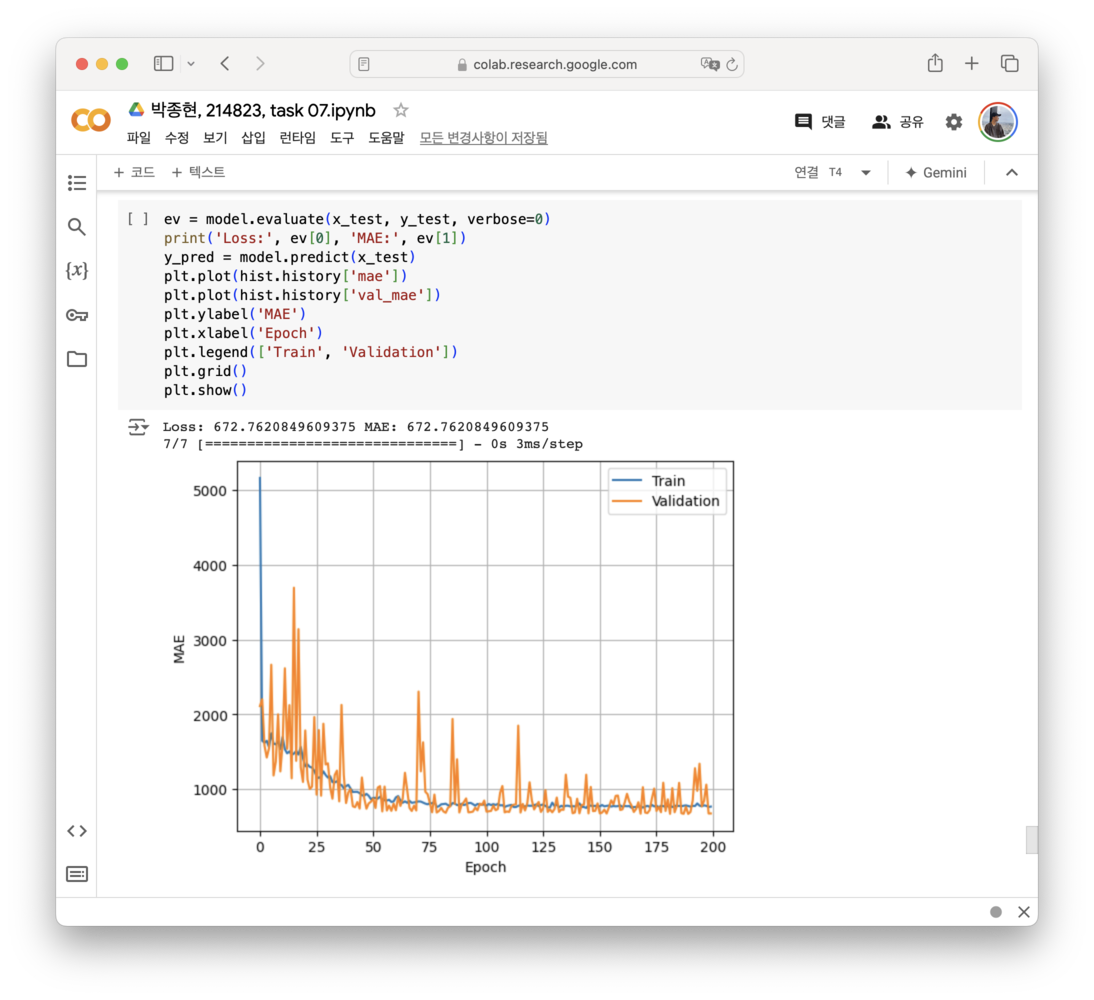 colab.research.google.com
박종현, 214823, task 07.ipynb
파일 수정 보기 삽입 런타임 도구 도움말 모든 변경사항이 저장됨
댓글 공유
+ 코드 + 텍스트
연결 T4 Gemini
{x}
[ ] ev = model.evaluate(x_test, y_test, verbose=0)
print('Loss:', ev[0], 'MAE:', ev[1])
y_pred = model.predict(x_test)
plt.plot(hist.history['mae'])
plt.plot(hist.history['val_mae'])
plt.ylabel('MAE')
plt.xlabel('Epoch')
plt.legend(['Train', 'Validation'])
plt.grid()
plt.show()
Loss: 672.7620849609375 MAE: 672.7620849609375
7/7 [==============================] - 0s 3ms/step
Train
Validation
5000
4000
3000
2000
1000
MAE
0 25 50 75 100 125 150 175 200
Epoch